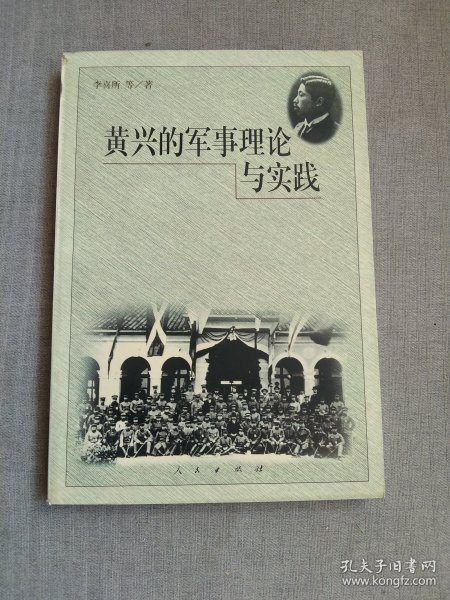 李喜所 等／著
黄兴的军事理论
与实践
人民出版社
孔夫子旧书网
www.kongfz.com